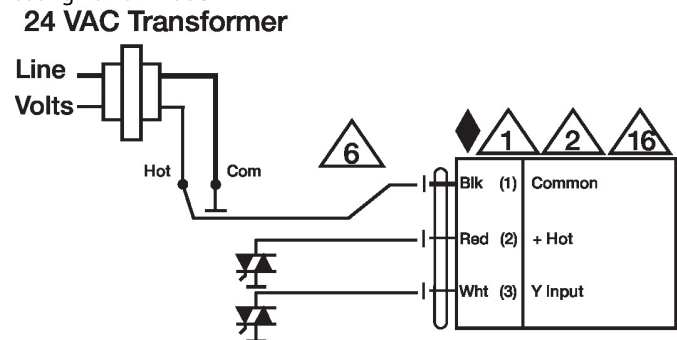 24 VAC Transformer
Line
Volts
Hot
Com
6
1
2
16
Blk (1) Common
Red (2) + Hot
Wht (3) Y Input